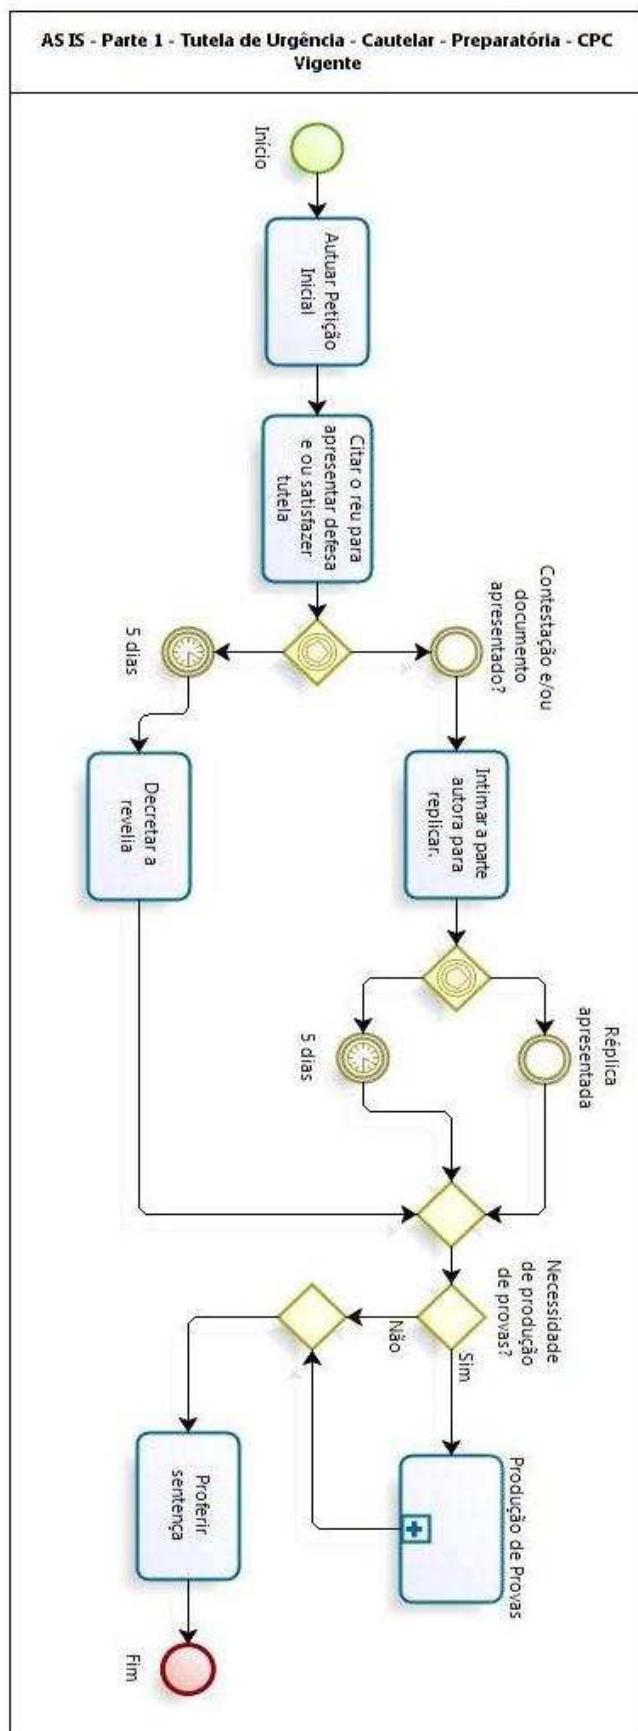 AS IS - Parte 1 - Tutela de Urgência - Cautelar - Preparatória - CPC
Vigente
Início
Autuar Petição
Inicial
Citar o réu para
apresentar defesa
e ou satisfazer
tutela
Contestação e/ou
documento
apresentado?
5 dias
Intimar a parte
autora para
replicar.
Decretar a
revelia
Réplica
apresentada
5 dias
Necessidade
de produção
de provas?
Sim
Não
Produção de Provas
Proferir
sentença
Fim